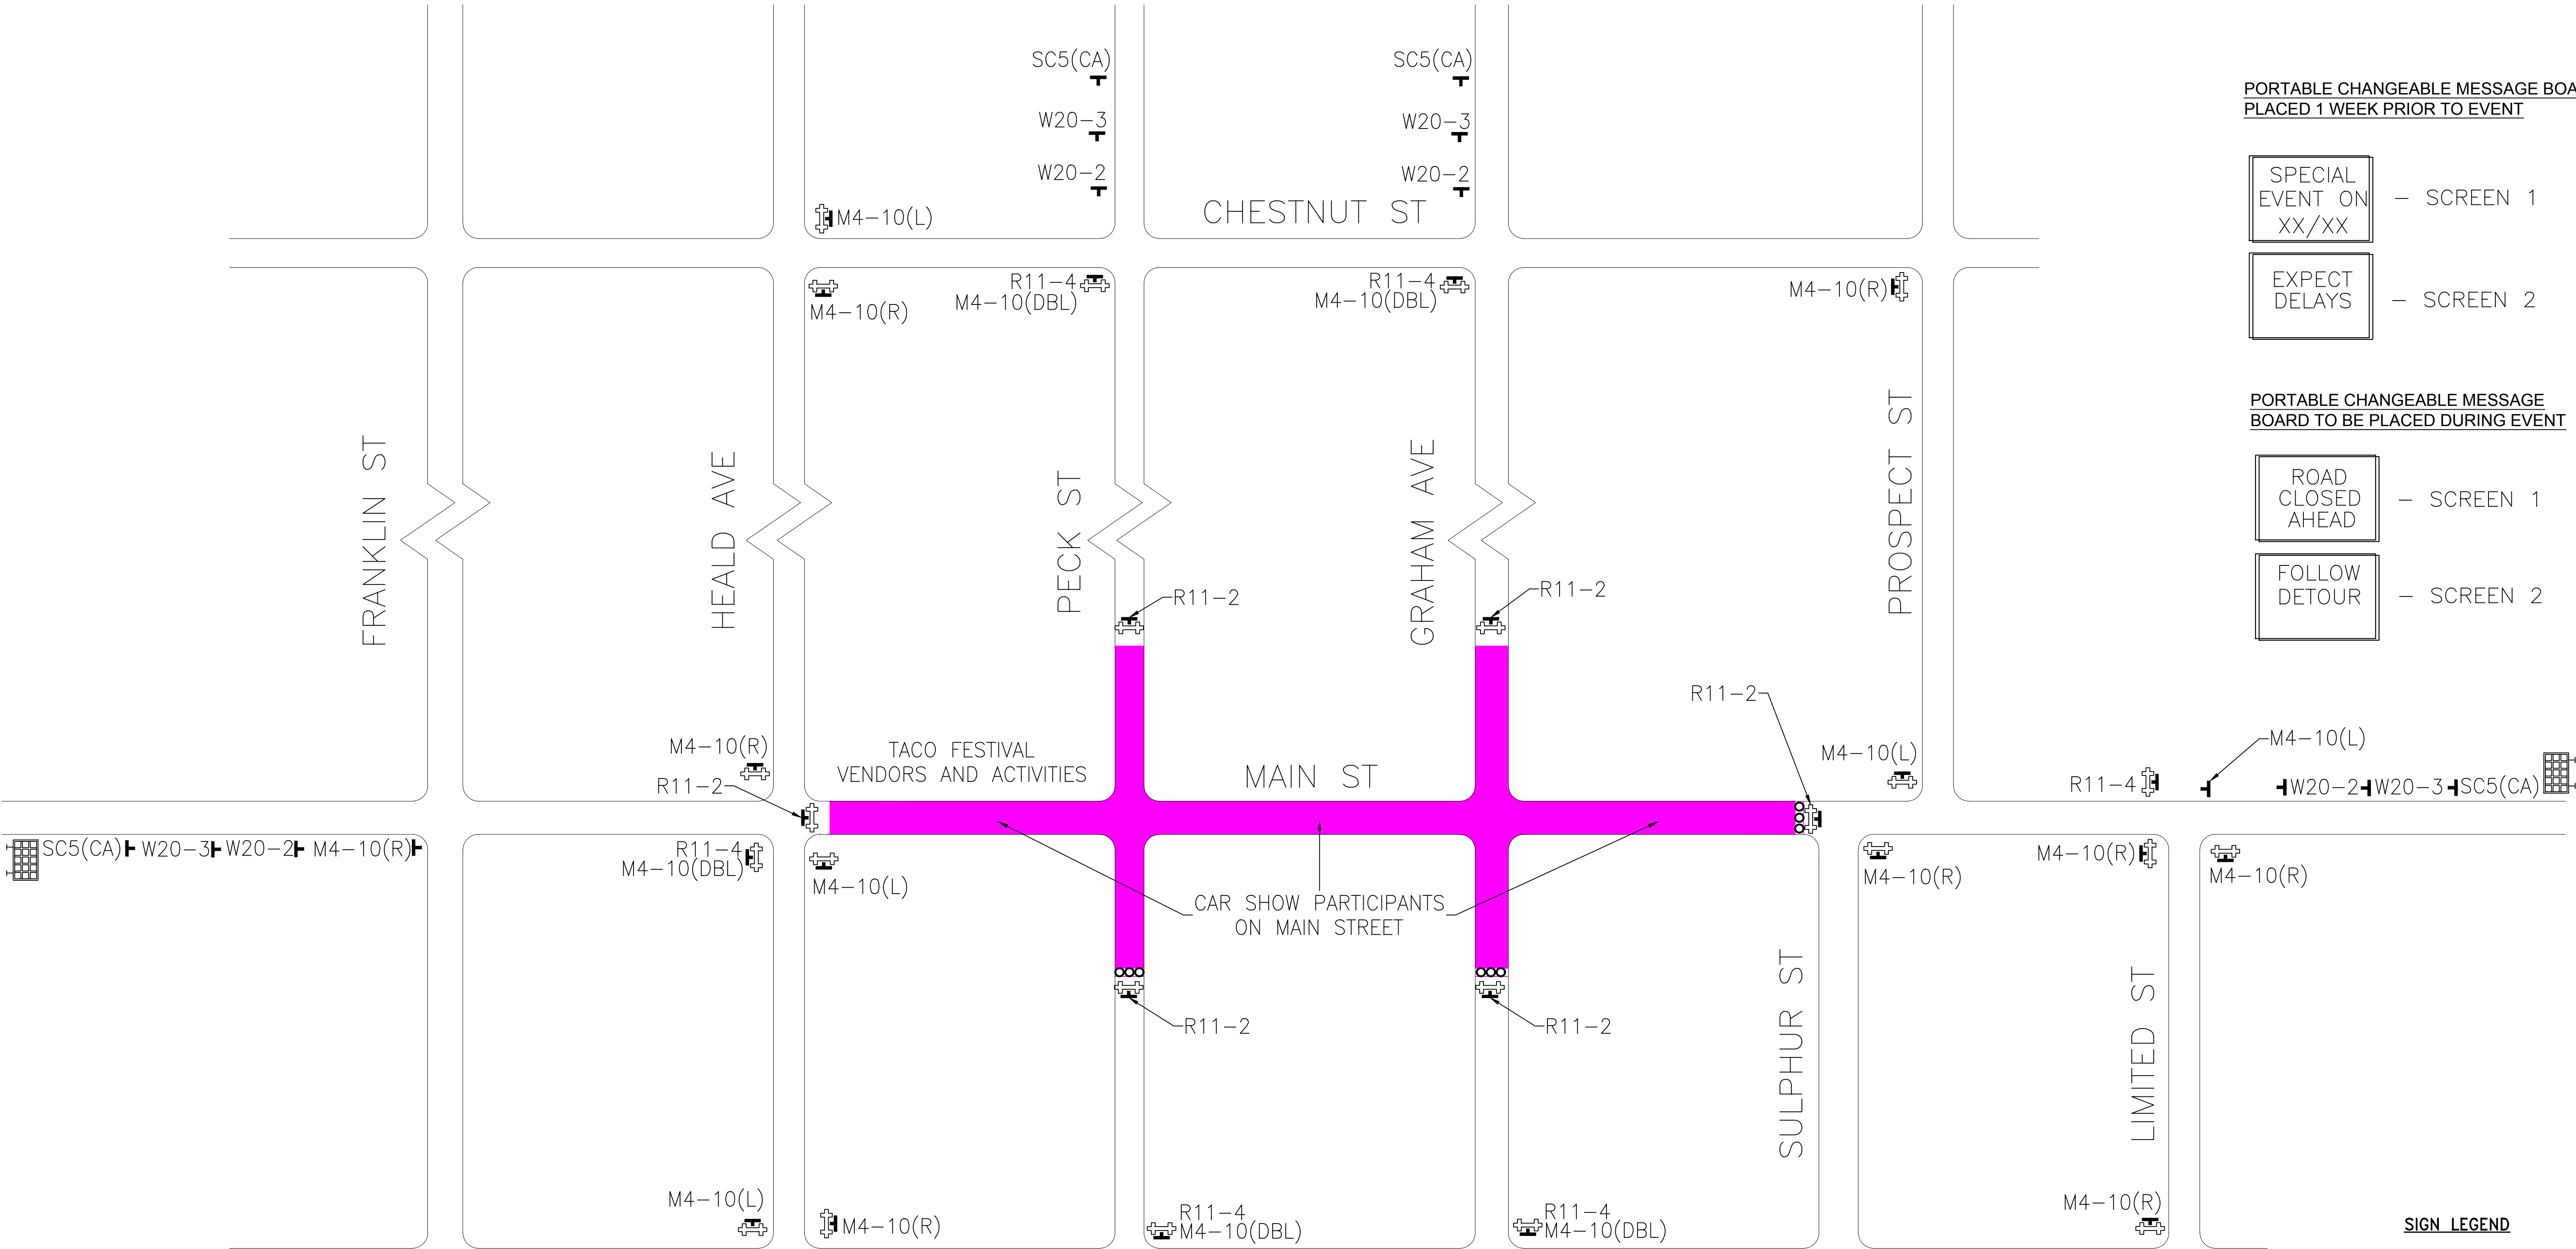 SC5(CA)
SC5(CA)
W20-3
W20-3
W20-2
W20-2
M4-10(L)
CHESTNUT ST
R11-4
M4-10(DBL)
R11-4
M4-10(DBL)
M4-10(R)
M4-10(R)
PORTABLE CHANGEABLE MESSAGE BOA
PLACED 1 WEEK PRIOR TO EVENT
SPECIAL
EVENT ON
XX/XX
- SCREEN 1
EXPECT
DELAYS
- SCREEN 2
PORTABLE CHANGEABLE MESSAGE
BOARD TO BE PLACED DURING EVENT
ROAD
CLOSED
AHEAD
- SCREEN 1
FOLLOW
DETOUR
- SCREEN 2
FRANKLIN ST
HEALD AVE
PECK ST
GRAHAM AVE
PROSPECT ST
R11-2
R11-2
R11-2
M4-10(R)
R11-2
TACO FESTIVAL
VENDORS AND ACTIVITIES
MAIN ST
M4-10(L)
M4-10(L)
R11-4
W20-2
W20-3
SC5(CA)
SC5(CA)
W20-3
W20-2
M4-10(R)
R11-4
M4-10(DBL)
M4-10(L)
CAR SHOW PARTICIPANTS
ON MAIN STREET
M4-10(R)
M4-10(R)
M4-10(R)
R11-2
R11-2
SULPHUR ST
LIMITED ST
M4-10(L)
M4-10(R)
R11-4
M4-10(DBL)
R11-4
M4-10(DBL)
M4-10(R)
SIGN LEGEND